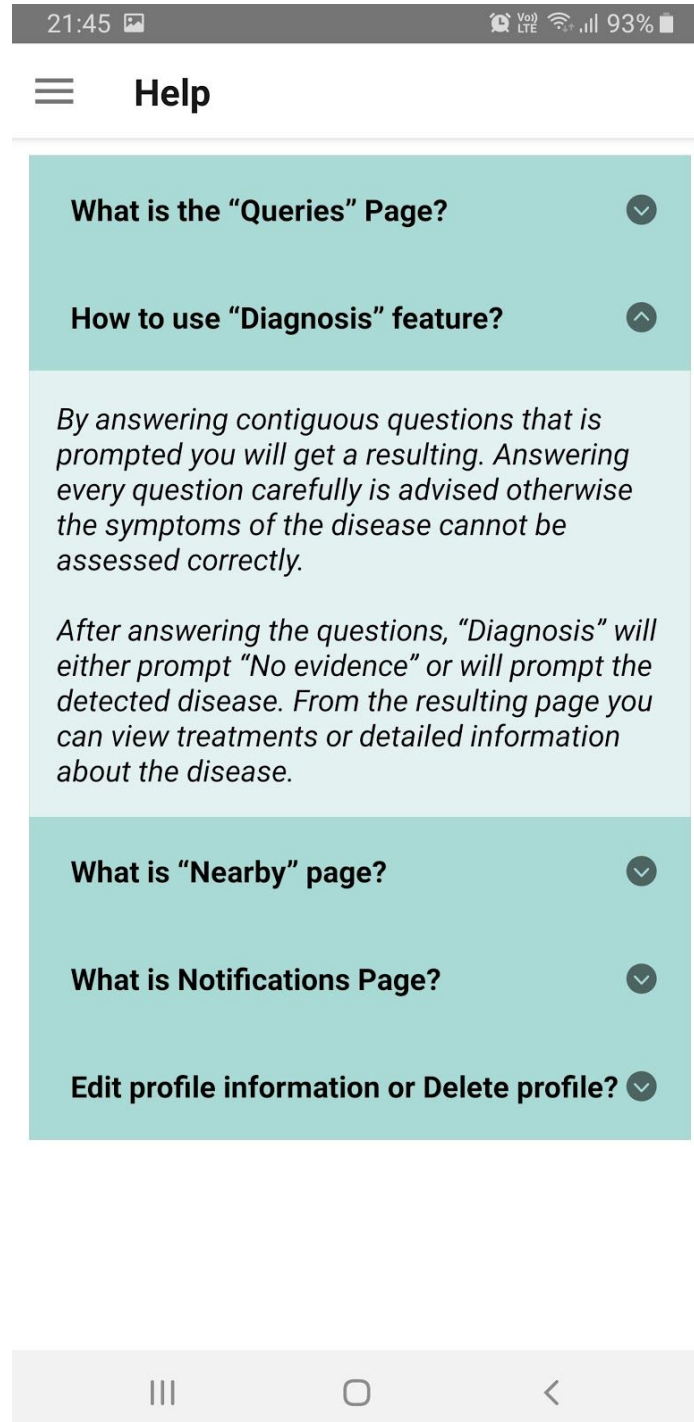 21:45 Vo)) LTE 93%
Help
What is the “Queries” Page?
How to use “Diagnosis” feature?
By answering contiguous questions that is
prompted you will get a resulting. Answering
every question carefully is advised otherwise
the symptoms of the disease cannot be
assessed correctly.
After answering the questions, “Diagnosis” will
either prompt “No evidence” or will prompt the
detected disease. From the resulting page you
can view treatments or detailed information
about the disease.
What is “Nearby” page?
What is Notifications Page?
Edit profile information or Delete profile?